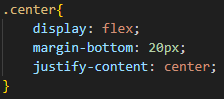 .center{
    display: flex;
    margin-bottom: 20px;
    justify-content: center;
}